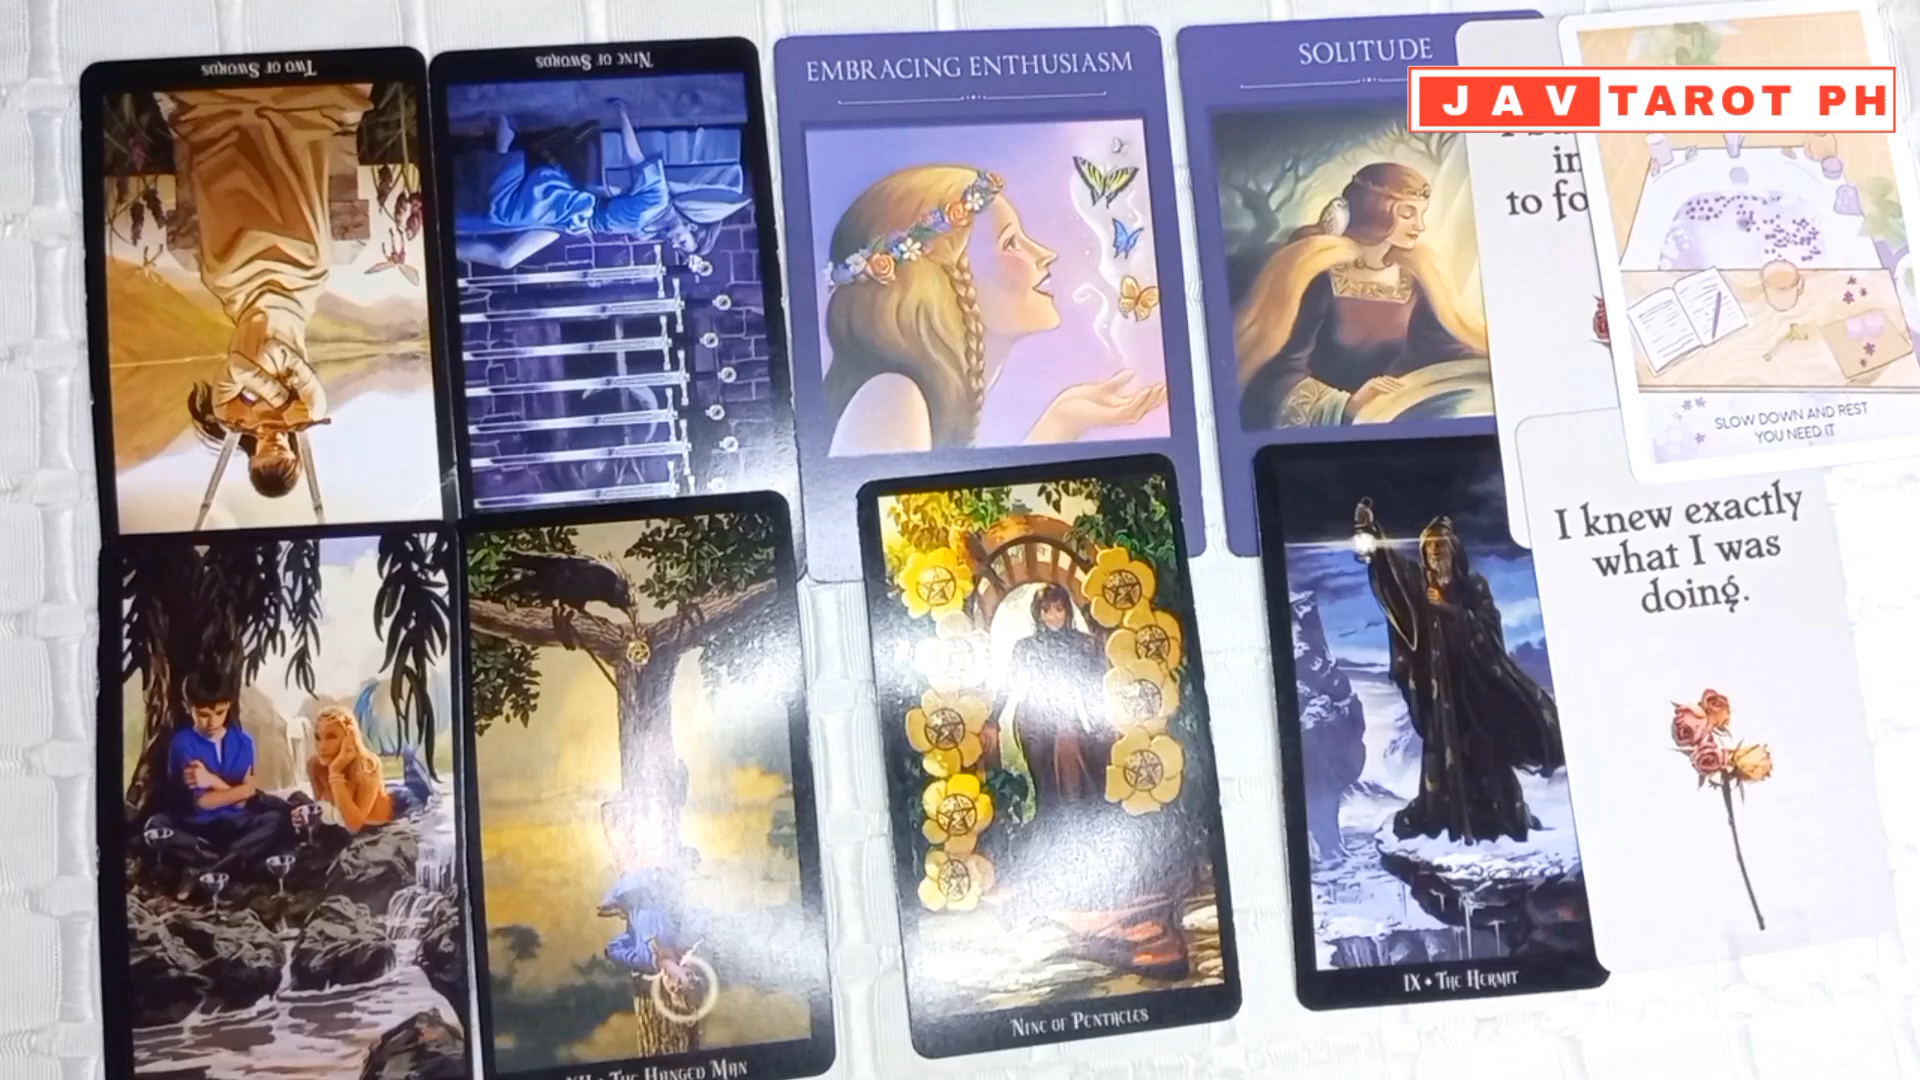 TWO OF SWORDS
NINE OF SWORDS
EMBRACING ENTHUSIASM
SOLITUDE
JAV TAROT PH
to
SLOW DOWN AND REST
YOU NEED IT
I knew exactly
what I was
doing.
THE HANGED MAN
NINE OF PENTACLES
IX • THE HERMIT